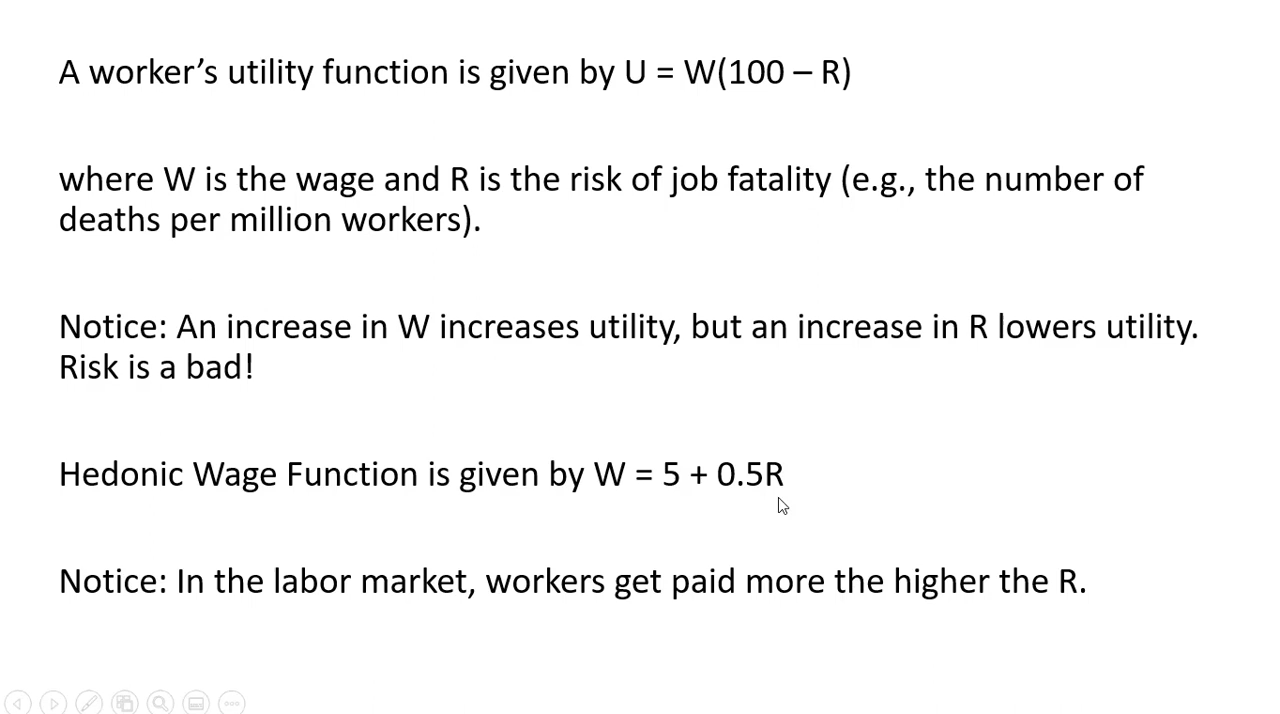 A worker’s utility function is given by U = W(100 – R)
where W is the wage and R is the risk of job fatality (e.g., the number of
deaths per million workers).
Notice: An increase in W increases utility, but an increase in R lowers utility.
Risk is a bad!
Hedonic Wage Function is given by W = 5 + 0.5R
Notice: In the labor market, workers get paid more the higher the R.